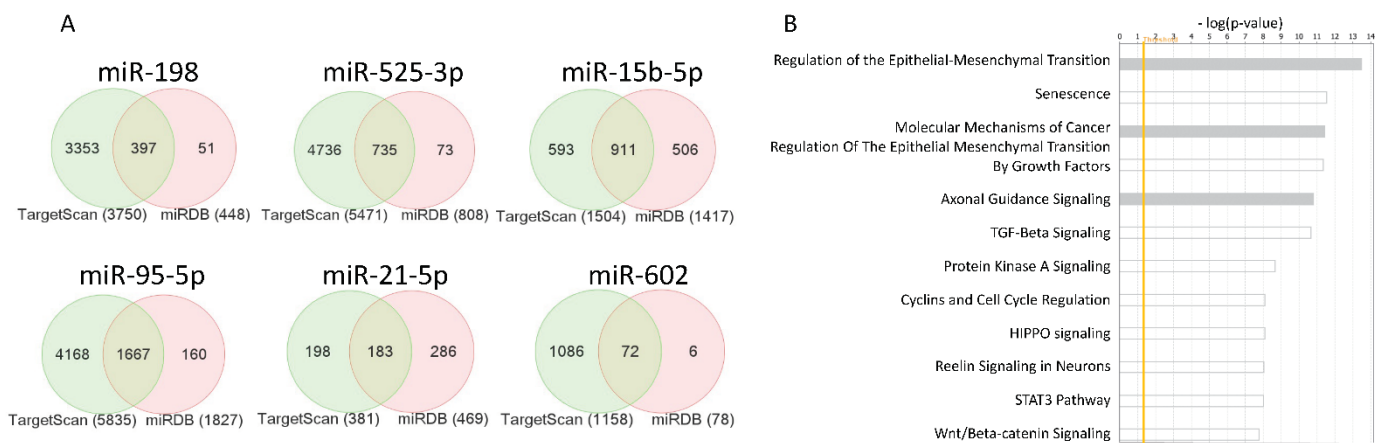 A
miR-198
3353 397 51
TargetScan (3750) miRDB (448)
miR-525-3p
4736 735 73
TargetScan (5471) miRDB (808)
miR-15b-5p
593 911 506
TargetScan (1504) miRDB (1417)
miR-95-5p
4168 1667 160
TargetScan (5835) miRDB (1827)
miR-21-5p
198 183 286
TargetScan (381) miRDB (469)
miR-602
1086 72 6
TargetScan (1158) miRDB (78)
B
- log(p-value)
0 1 2 3 4 5 6 7 8 9 10 11 12 13 14
Threshold
Regulation of the Epithelial-Mesenchymal Transition
Senescence
Molecular Mechanisms of Cancer
Regulation Of The Epithelial Mesenchymal Transition
By Growth Factors
Axonal Guidance Signaling
TGF-Beta Signaling
Protein Kinase A Signaling
Cyclins and Cell Cycle Regulation
HIPPO signaling
Reelin Signaling in Neurons
STAT3 Pathway
Wnt/Beta-catenin Signaling